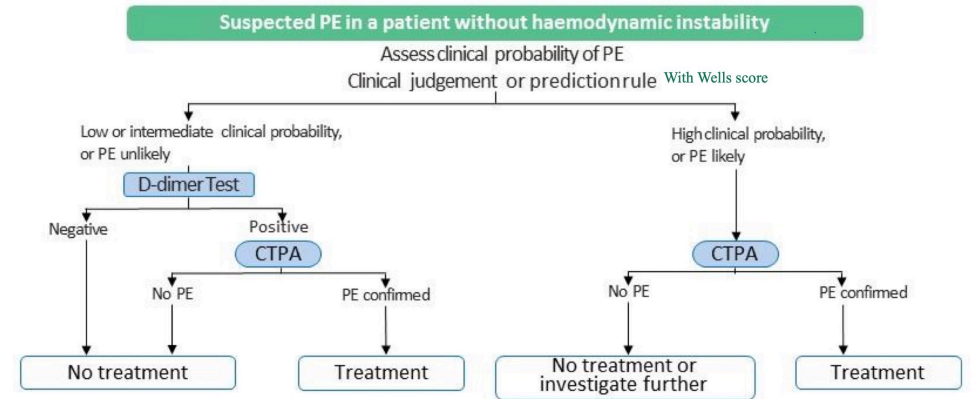 Suspected PE in a patient without haemodynamic instability
Assess clinical probability of PE
Clinical judgement or prediction rule With Wells score
Low or intermediate clinical probability,
or PE unlikely
High clinical probability,
or PE likely
D-dimer Test
Negative
Positive
CTPA
CTPA
No PE
PE confirmed
No PE
PE confirmed
No treatment
Treatment
No treatment or
investigate further
Treatment